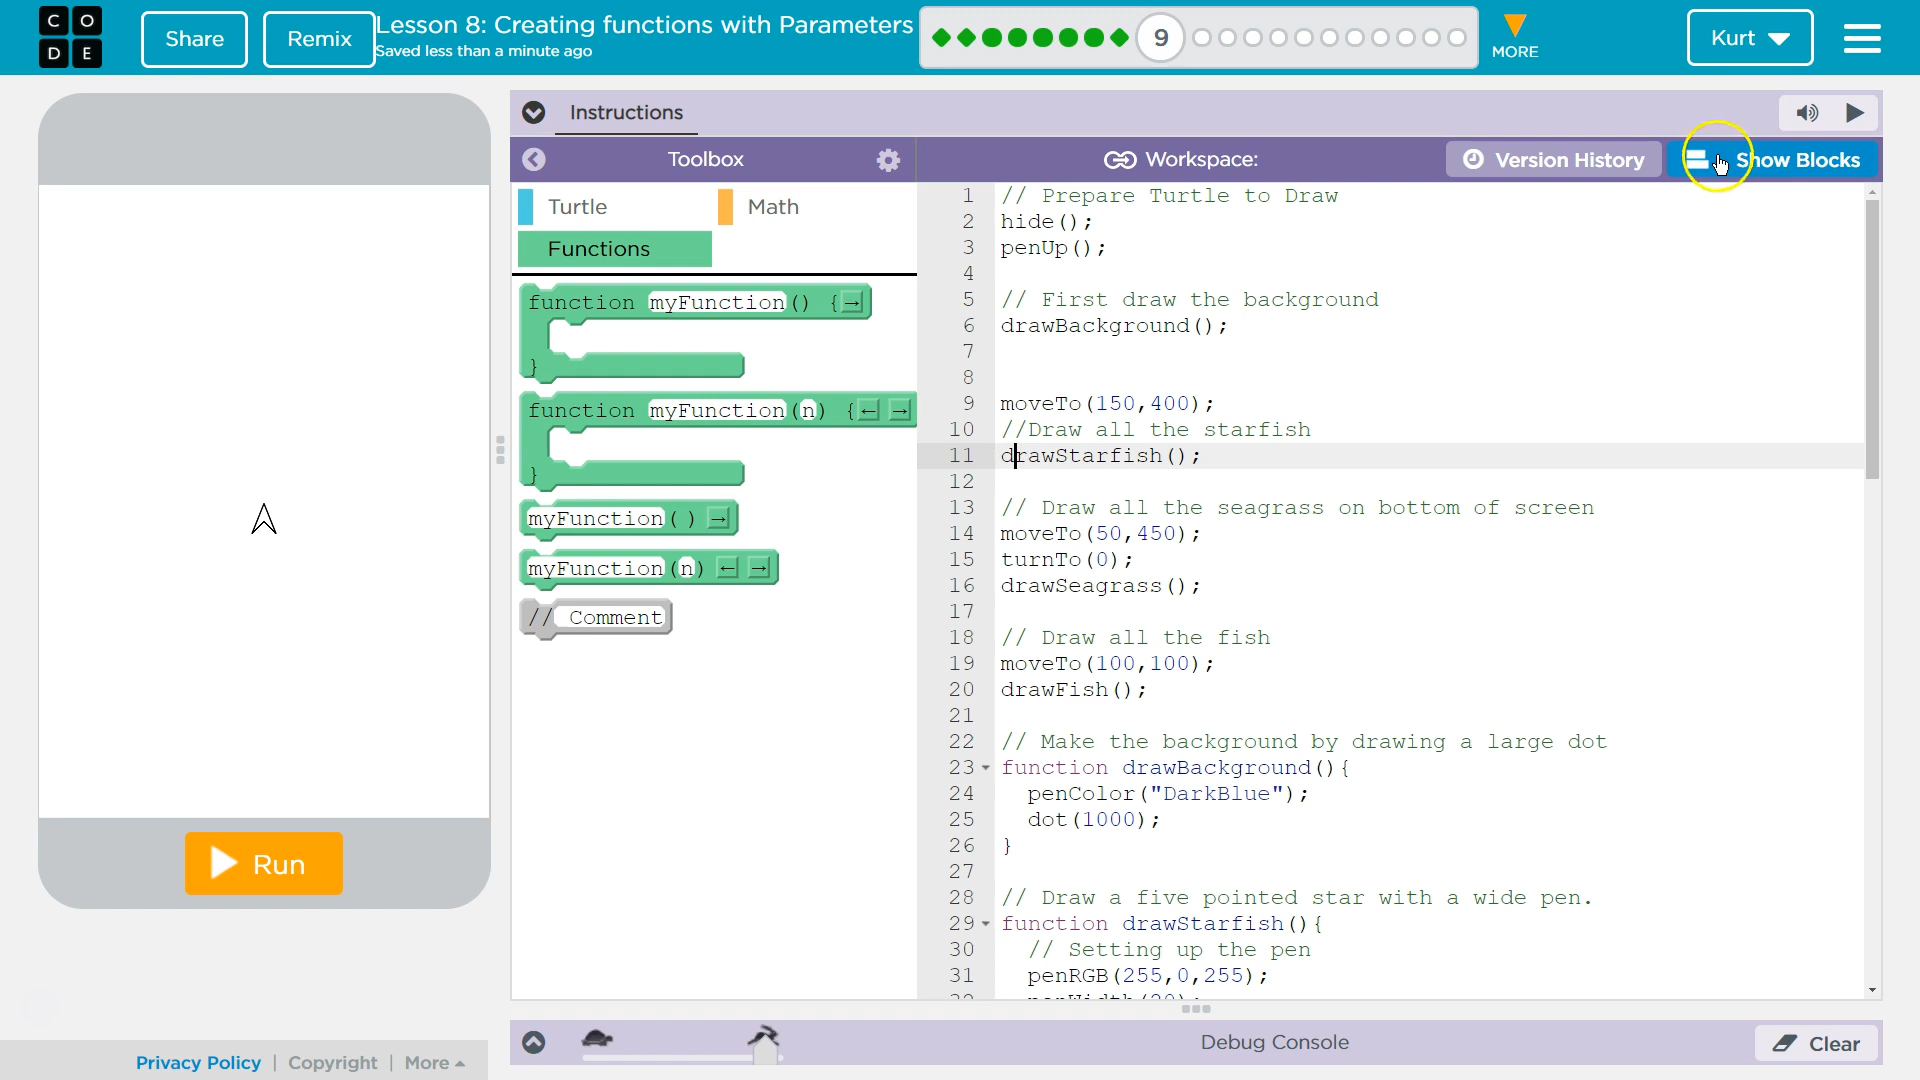 C O
D E
Share
Remix
Lesson 8: Creating functions with Parameters
Saved less than a minute ago
9
MORE
Kurt
Instructions
Toolbox
Workspace:
Version History
Show Blocks
Turtle
Math
Functions
function myFunction() {
}
function myFunction(n) {
}
myFunction()
myFunction(n)
// Comment
1 // Prepare Turtle to Draw
2 hide();
3 penUp();
4
5 // First draw the background
6 drawBackground();
7
8
9 moveTo(150,400);
10 //Draw all the starfish
11 drawStarfish();
12
13 // Draw all the seagrass on bottom of screen
14 moveTo(50,450);
15 turnTo(0);
16 drawSeagrass();
17
18 // Draw all the fish
19 moveTo(100,100);
20 drawFish();
21
22 // Make the background by drawing a large dot
23 function drawBackground(){
24 penColor("DarkBlue");
25 dot(1000);
26 }
27
28 // Draw a five pointed star with a wide pen.
29 function drawStarfish(){
30 // Setting up the pen
31 penRGB(255,0,255);
Run
Debug Console
Clear
Privacy Policy | Copyright | More